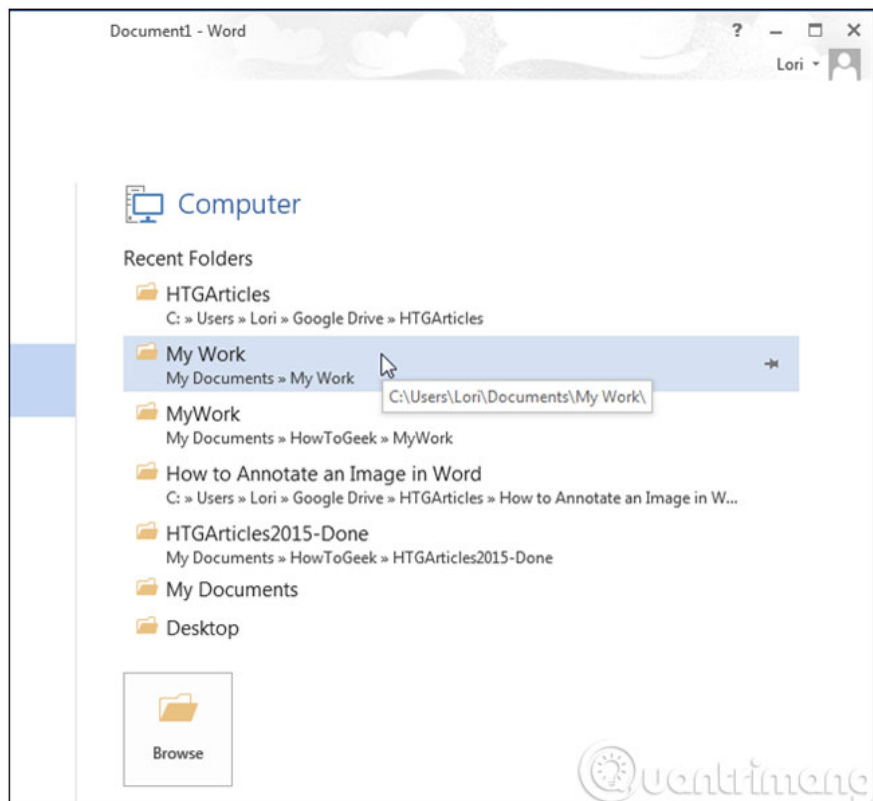 Document1 - Word
?
Lori
Computer
Recent Folders
HTGArticles
C: » Users » Lori » Google Drive » HTGArticles
My Work
My Documents » My Work
C:\Users\Lori\Documents\My Work\
MyWork
My Documents » HowToGeek » MyWork
How to Annotate an Image in Word
C: » Users » Lori » Google Drive » HTGArticles » How to Annotate an Image in W...
HTGArticles2015-Done
My Documents » HowToGeek » HTGArticles2015-Done
My Documents
Desktop
Browse
Quantrimang